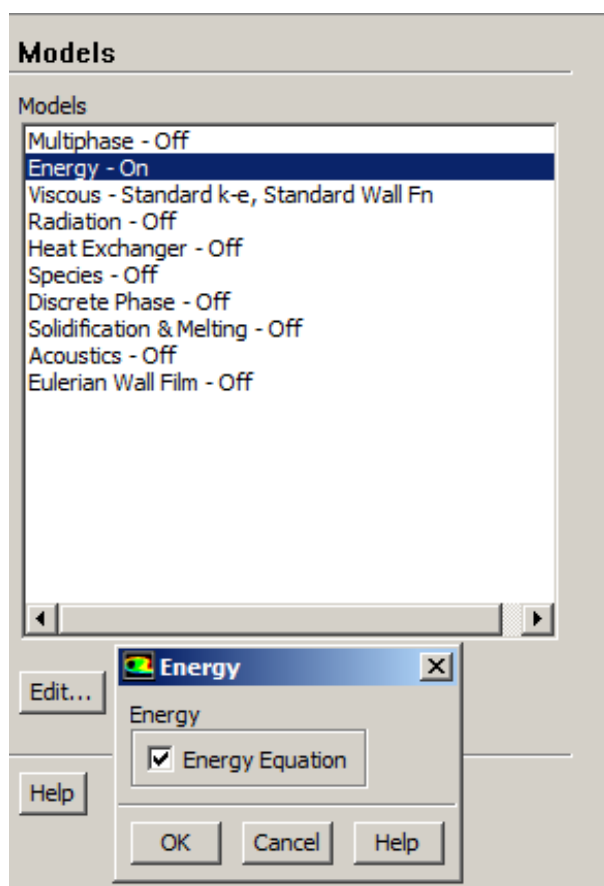 Models
Models
Multiphase - Off
Energy - On
Viscous - Standard k-e, Standard Wall Fn
Radiation - Off
Heat Exchanger - Off
Species - Off
Discrete Phase - Off
Solidification & Melting - Off
Acoustics - Off
Eulerian Wall Film - Off
Edit...
Energy
Energy
Energy Equation
Help
OK Cancel Help